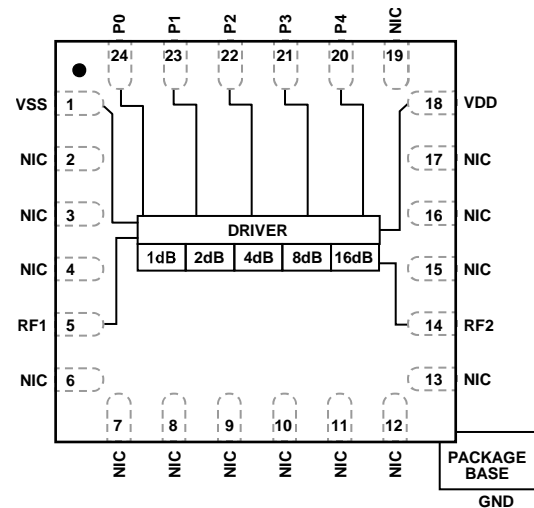 P0
P1
P2
P3
P4
NIC
24
23
22
21
20
19
VSS 1
18 VDD
NIC 2
17 NIC
NIC 3
16 NIC
DRIVER
1dB 2dB 4dB 8dB 16dB
NIC 4
15 NIC
RF1 5
14 RF2
NIC 6
13 NIC
7
8
9
10
11
12
NIC
NIC
NIC
NIC
NIC
NIC
PACKAGE
BASE
GND